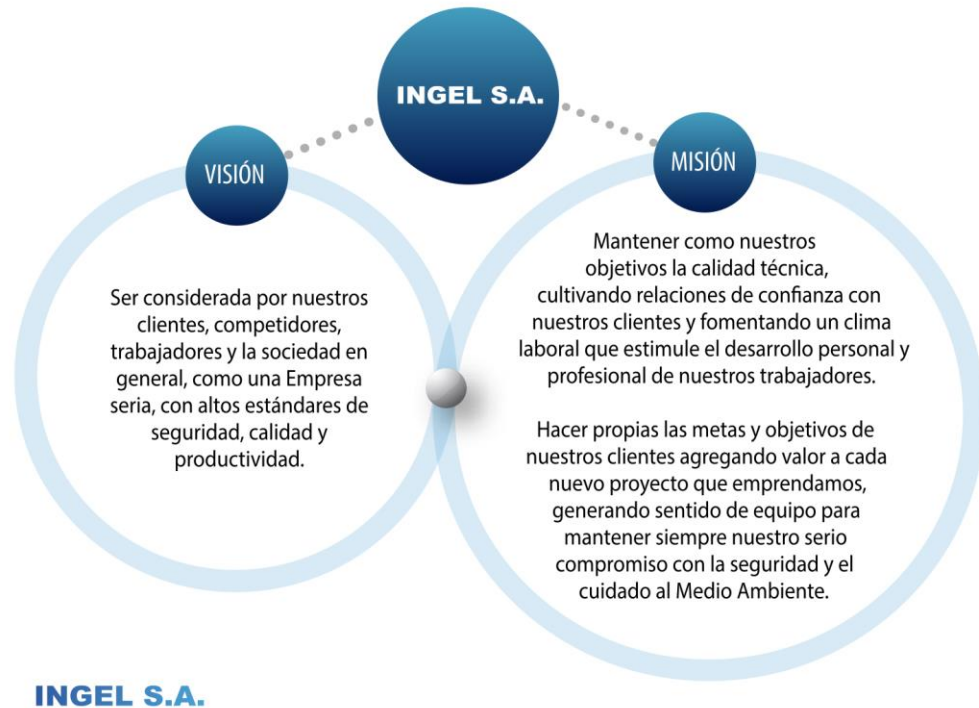 INGEL S.A.
VISIÓN
Ser considerada por nuestros
clientes, competidores,
trabajadores y la sociedad en
general, como una Empresa
seria, con altos estándares de
seguridad, calidad y
productividad.
MISIÓN
Mantener como nuestros
objetivos la calidad técnica,
cultivando relaciones de confianza con
nuestros clientes y fomentando un clima
laboral que estimule el desarrollo personal y
profesional de nuestros trabajadores.
Hacer propias las metas y objetivos de
nuestros clientes agregando valor a cada
nuevo proyecto que emprendamos,
generando sentido de equipo para
mantener siempre nuestro serio
compromiso con la seguridad y el
cuidado al Medio Ambiente.
INGEL S.A.